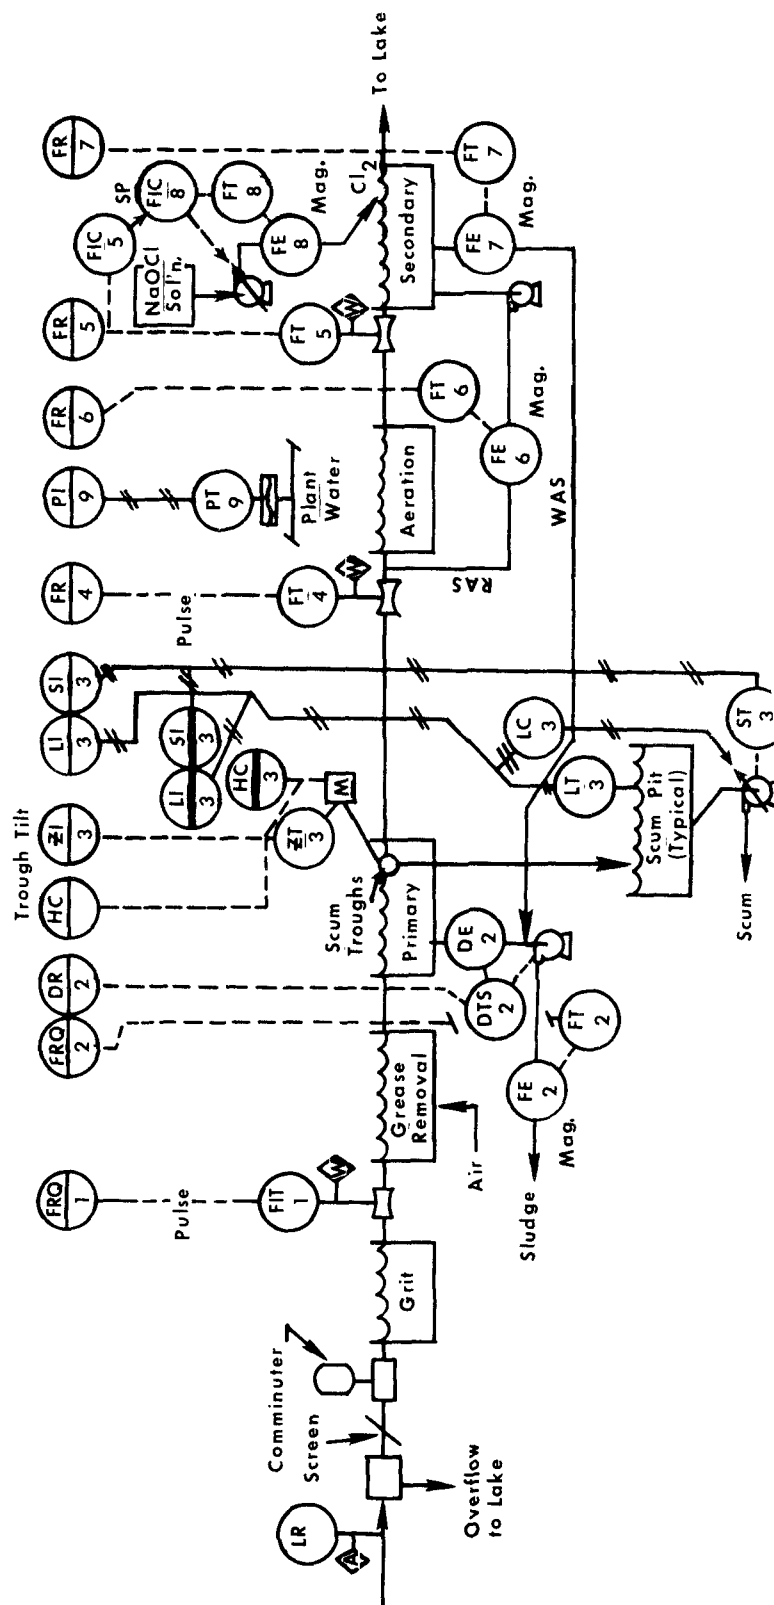 Trough Tilt
FRQ
1
FRQ
2
DR
2
HC
ZI
3
LI
3
SI
3
FR
4
PI
9
FR
6
FR
5
FR
7
FIC
5
SP
FIC
8
FT
8
FE
8
Mag.
NaOCl
Sol'n.
Pulse
Pulse
LI
3
SI
3
HC
3
ZT
3
M
PT
9
Plant
Water
FIT
1
W
FT
4
W
FT
5
W
Cl2
LR
A
Comminuter
Screen
Overflow
to Lake
Grit
Grease
Removal
Air
Scum
Troughs
Primary
Aeration
Secondary
To Lake
DE
2
DTS
2
FT
2
FE
2
Mag.
Sludge
LC
3
LT
3
Scum Pit
(Typical)
ST
3
Scum
RAS
WAS
FT
6
FE
6
Mag.
FE
7
FT
7
Mag.